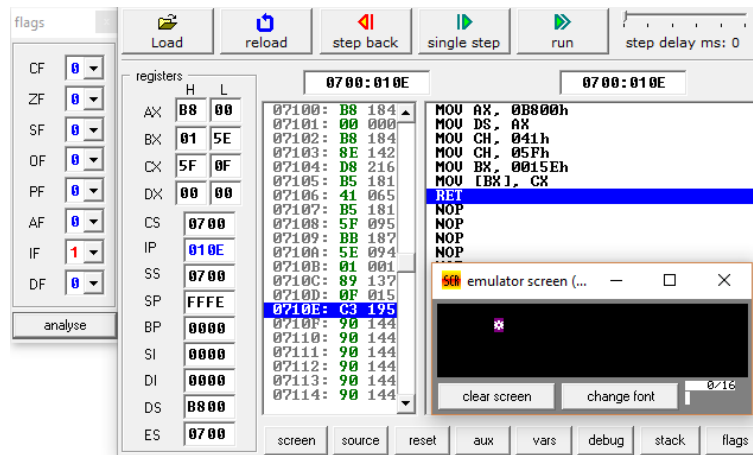 flags
Load reload step back single step run step delay ms: 0
CF 0
ZF 0
SF 0
OF 0
PF 0
AF 0
IF 1
DF 0
analyse
registers
H L
AX B8 00
BX 01 5E
CX 5F 0F
DX 00 00
CS 0700
IP 010E
SS 0700
SP FFFE
BP 0000
SI 0000
DI 0000
DS B800
ES 0700
0700:010E 0700:010E
07100: B8 184
07101: 00 000
07102: B8 184
07103: 8E 142
07104: D8 216
07105: B5 181
07106: 41 065
07107: B5 181
07108: 5F 095
07109: BB 187
0710A: 5E 094
0710B: 01 001
0710C: 89 137
0710D: 0F 015
0710E: C3 195
0710F: 90 144
07110: 90 144
07111: 90 144
07112: 90 144
07113: 90 144
07114: 90 144
MOV AX, 0B800h
MOV DS, AX
MOV CH, 041h
MOV CH, 05Fh
MOV BX, 0015Eh
MOV [BX], CX
RET
NOP
NOP
NOP
SCR emulator screen (...
clear screen change font 0/16
screen source reset aux vars debug stack flags